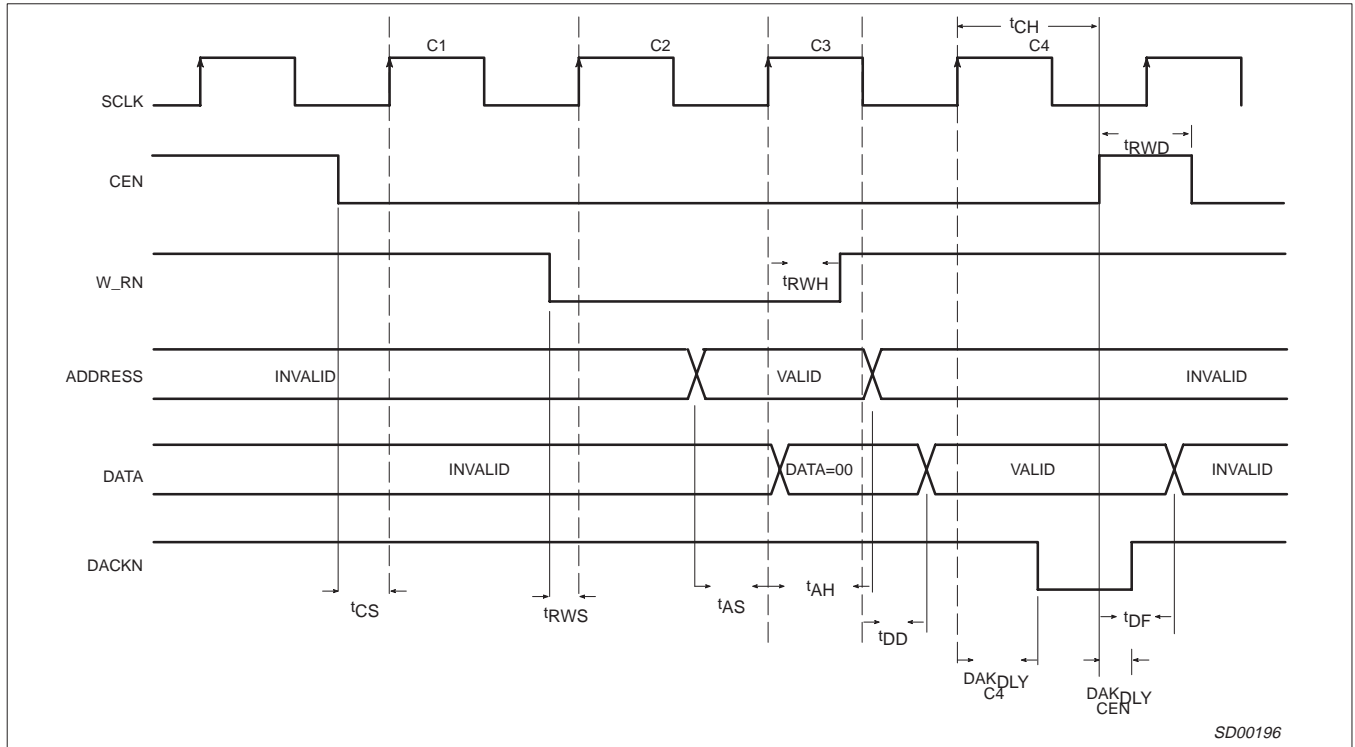 tCH
C1
C2
C3
C4
SCLK
tRWD
CEN
W_RN
tRWH
ADDRESS
INVALID
VALID
INVALID
DATA
INVALID
DATA=00
VALID
INVALID
DACKN
tCS
tRWS
tAS
tAH
tDD
tDF
DAKDLY
C4
DAKDLY
CEN
SD00196